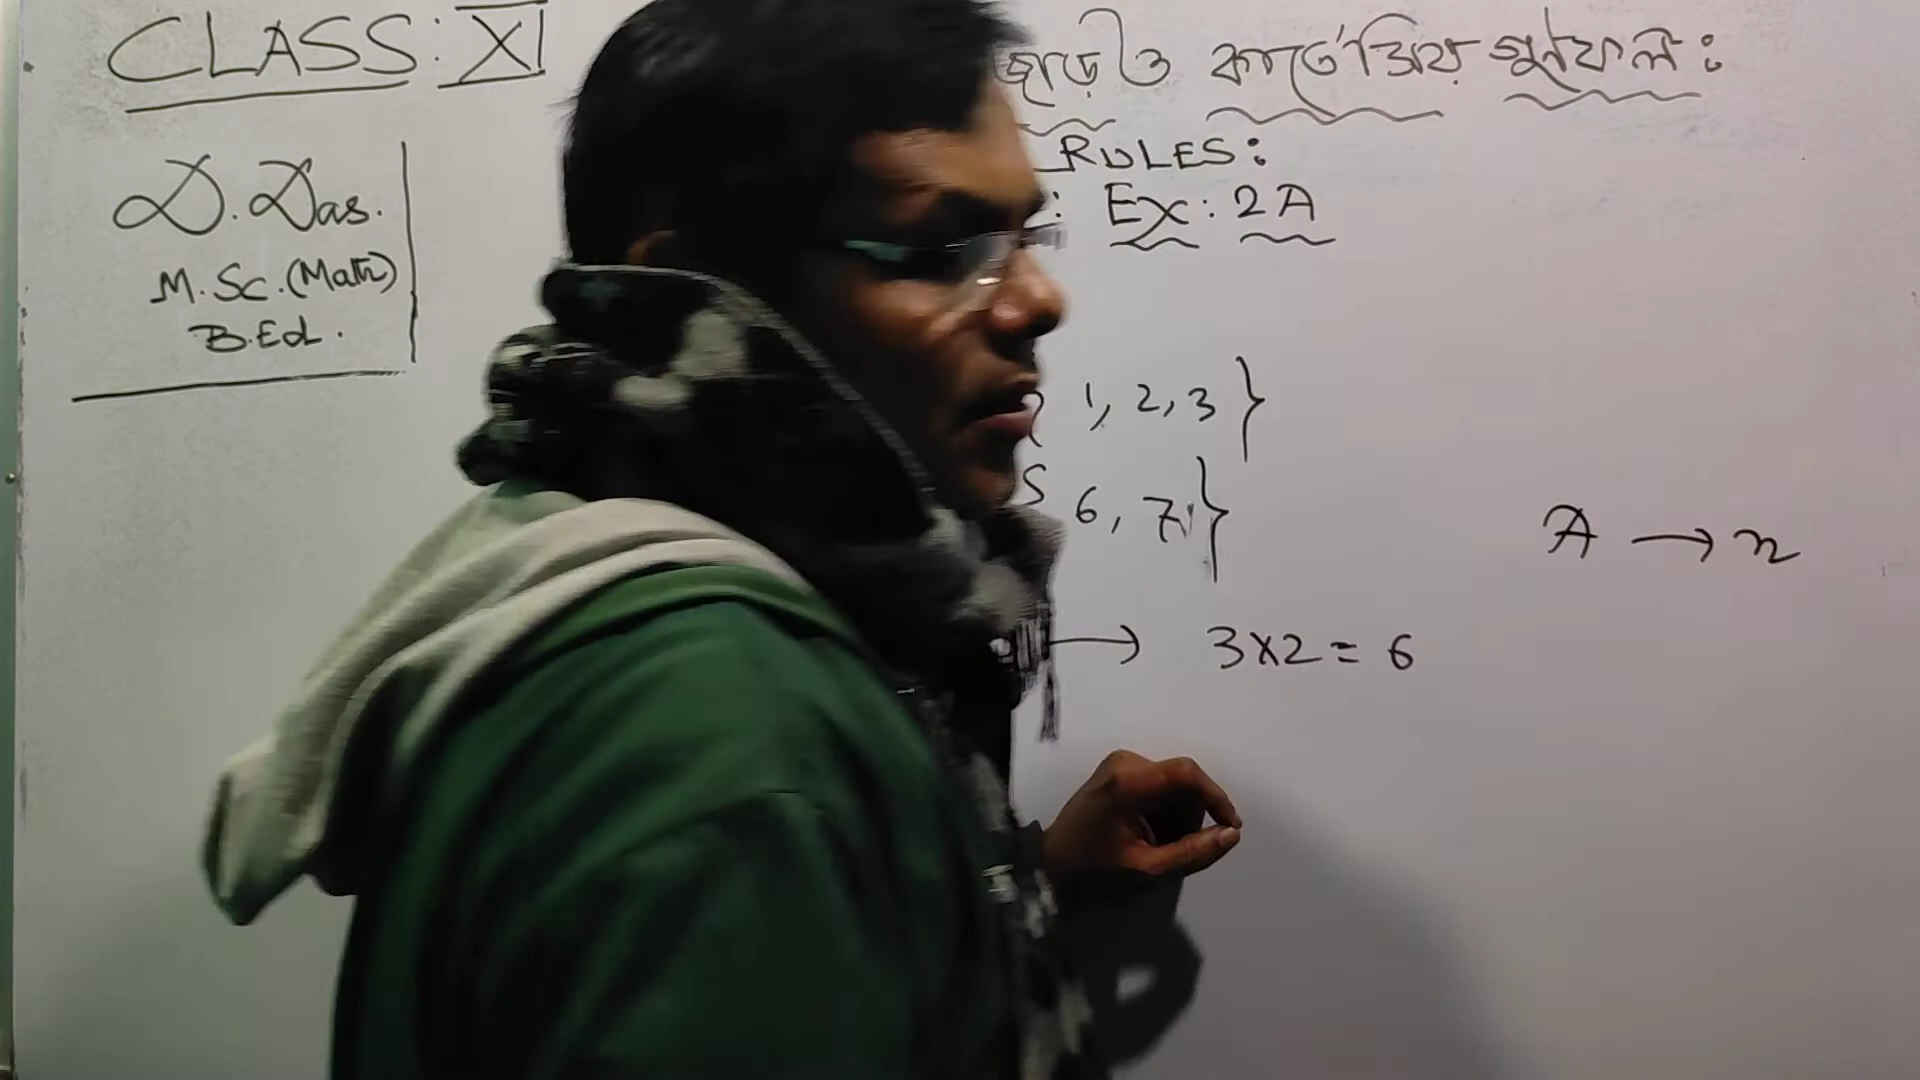 CLASS: XI
জোড় ও কার্তেজিয় গুণফল:
RULES:
: Ex: 2A
D. Das.
M.Sc.(Math)
B.Ed.
{ 1, 2, 3 }
6, 7, }
A → n
→ 3x2 = 6